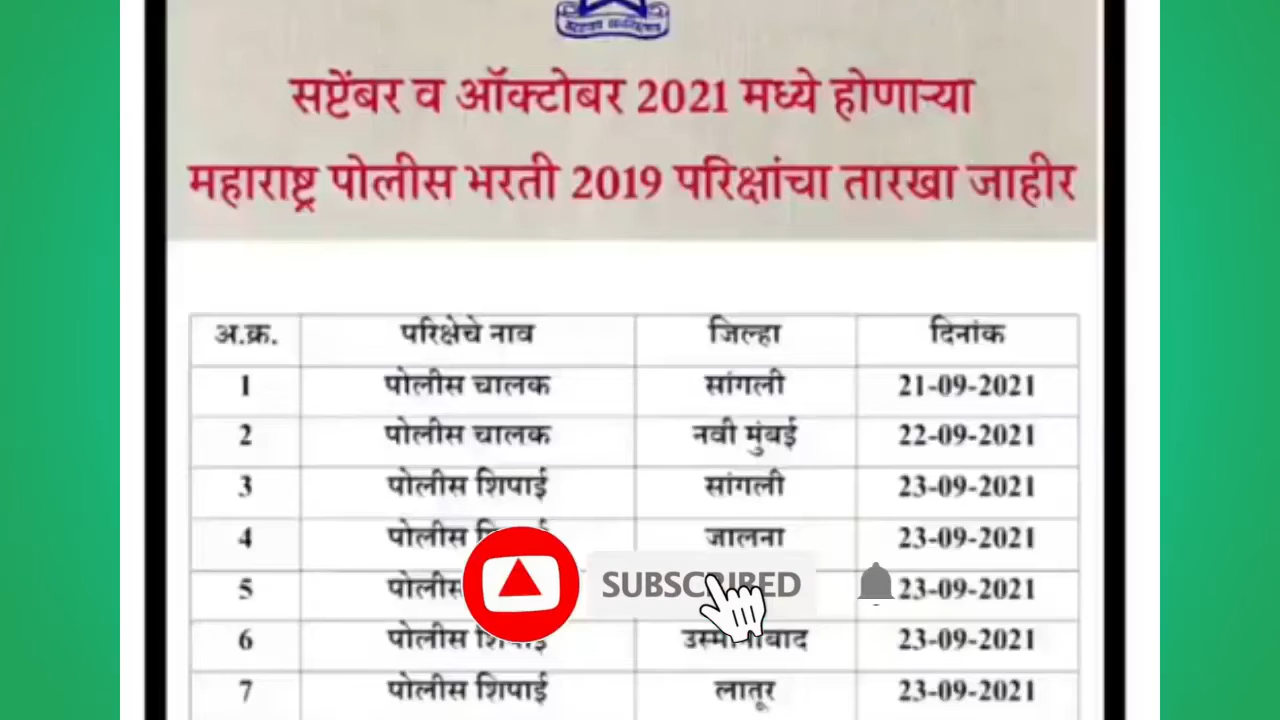 सप्टेंबर व ऑक्टोबर 2021 मध्ये होणाऱ्या
महाराष्ट्र पोलीस भरती 2019 परिक्षांचा तारखा जाहीर
अ.क्र. परिक्षेचे नाव जिल्हा दिनांक
1 पोलीस चालक सांगली 21-09-2021
2 पोलीस चालक नवी मुंबई 22-09-2021
3 पोलीस शिपाई सांगली 23-09-2021
4 पोलीस जालना 23-09-2021
5 23-09-2021
SUBSCRIBED
6 पोलीस शिपाई उस्मानाबाद 23-09-2021
7 पोलीस शिपाई लातूर 23-09-2021